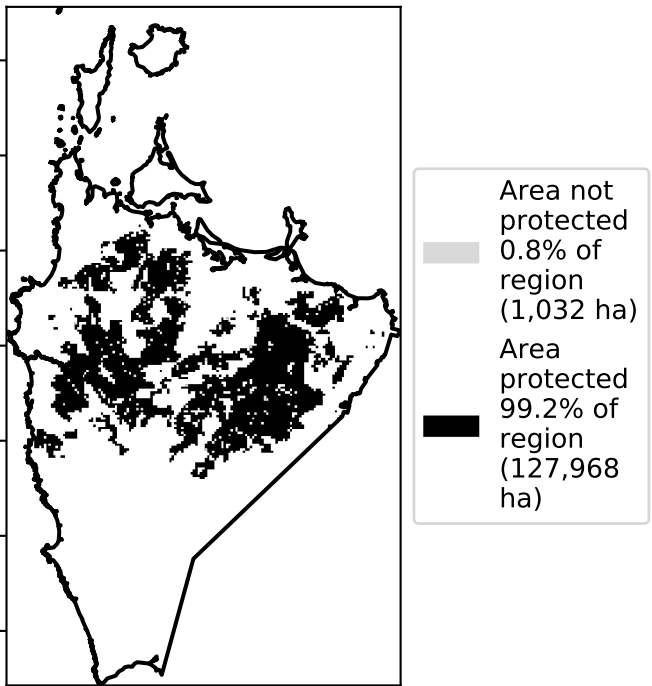 Area not
protected
0.8% of
region
(1,032 ha)
Area
protected
99.2% of
region
(127,968
ha)